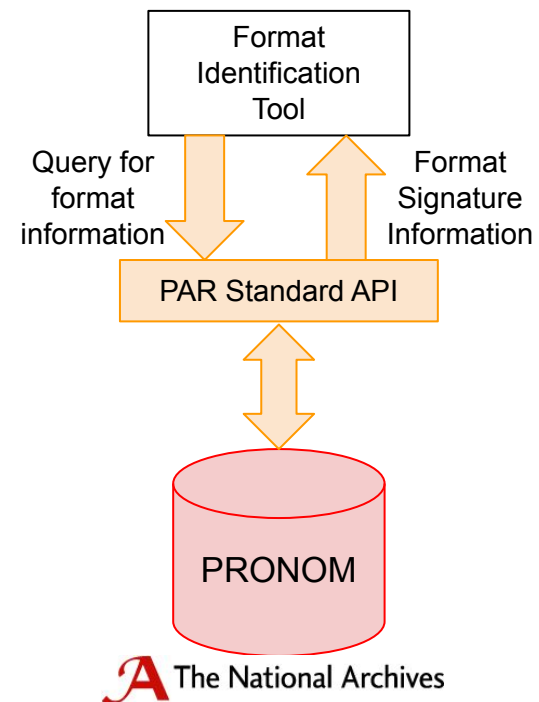 Format
Identification
Tool
Query for
format
information
Format
Signature
Information
PAR Standard API
PRONOM
The National Archives